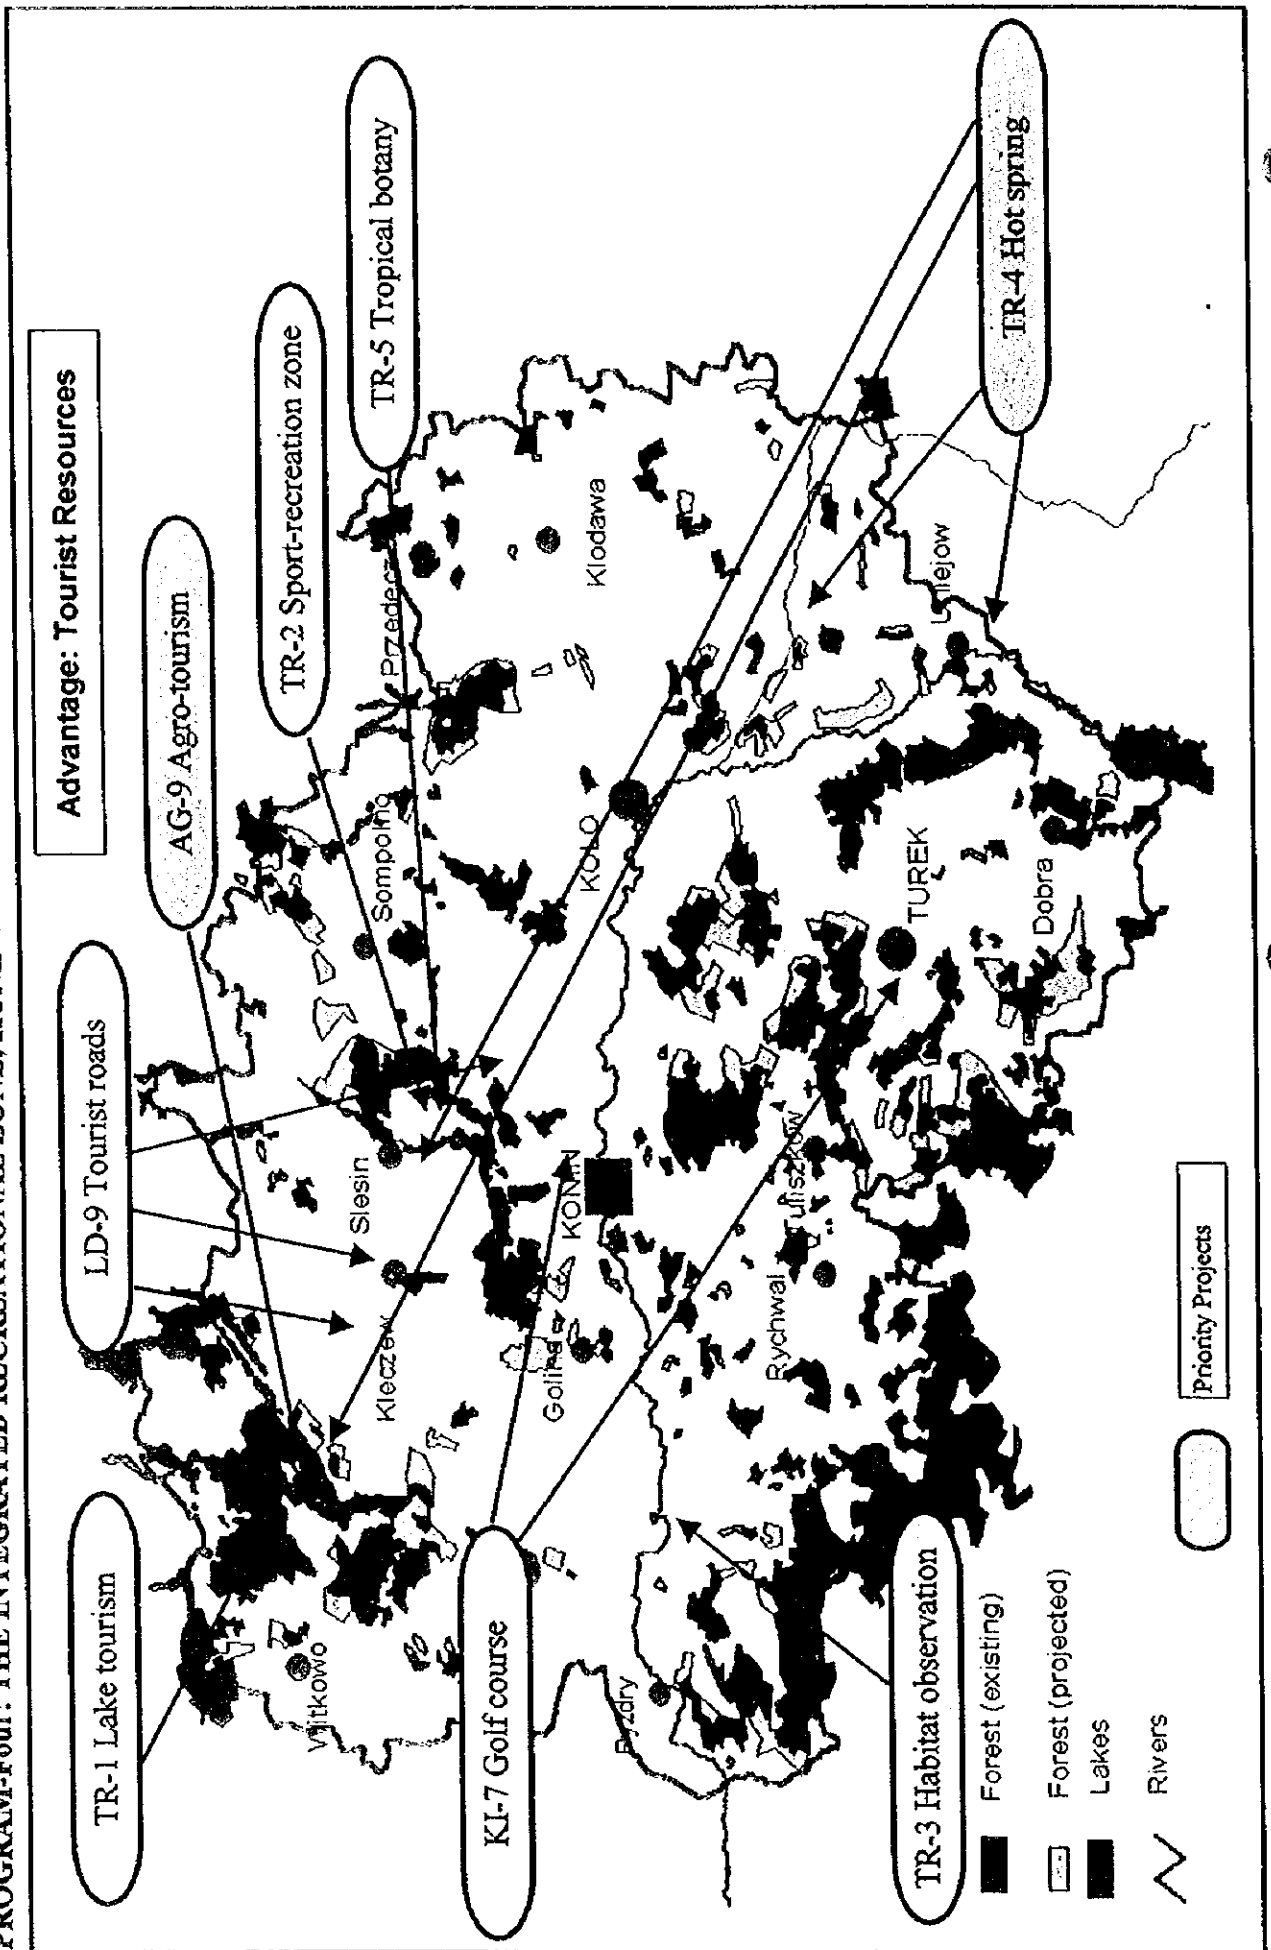 PROGRAM-Four: THE INTEGRATED RECREATIONAL ZONE,
Advantage: Tourist Resources
TR-1 Lake tourism
LD-9 Tourist roads
AG-9 Agro-tourism
TR-2 Sport-recreation zone
TR-5 Tropical botany
KI-7 Golf course
TR-3 Habitat observation
TR-4 Hot spring
Witkowo
Kleczew
Slesin
Sompolno
Przedecz
Klodawa
Golina
KONIN
KOLO
Rychwal
Tuliszkow
TUREK
Dobra
Forest (existing)
Forest (projected)
Lakes
Rivers
Priority Projects